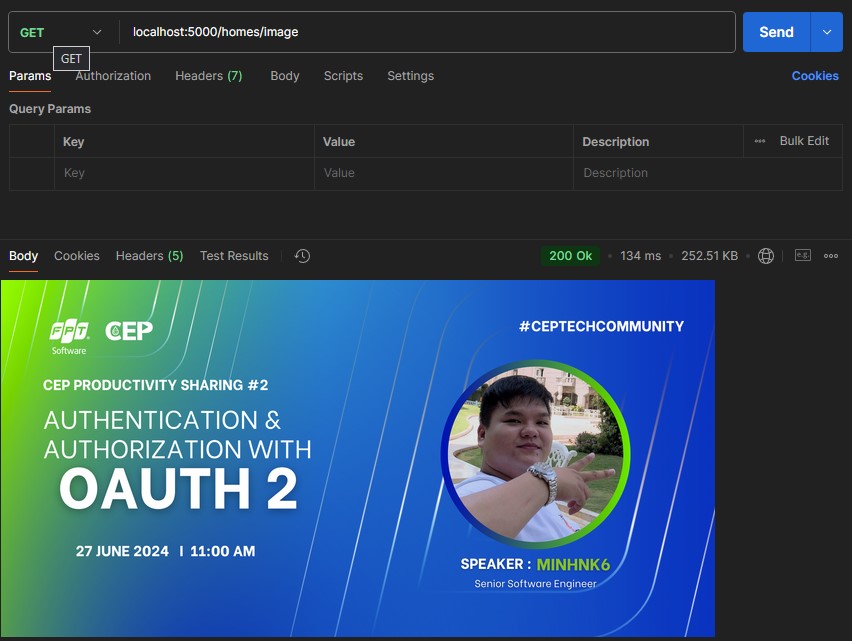 GET localhost:5000/homes/image Send
GET
Params Authorization Headers (7) Body Scripts Settings Cookies
Query Params
Key Value Description Bulk Edit
Key Value Description
Body Cookies Headers (5) Test Results 200 Ok 134 ms 252.51 KB e.g.
FPT. CEP
Software
#CEPTECHCOMMUNITY
CEP PRODUCTIVITY SHARING #2
AUTHENTICATION &
AUTHORIZATION WITH
OAUTH 2
27 JUNE 2024 I 11:00 AM
SPEAKER : MINHNK6
Senior Software Engineer